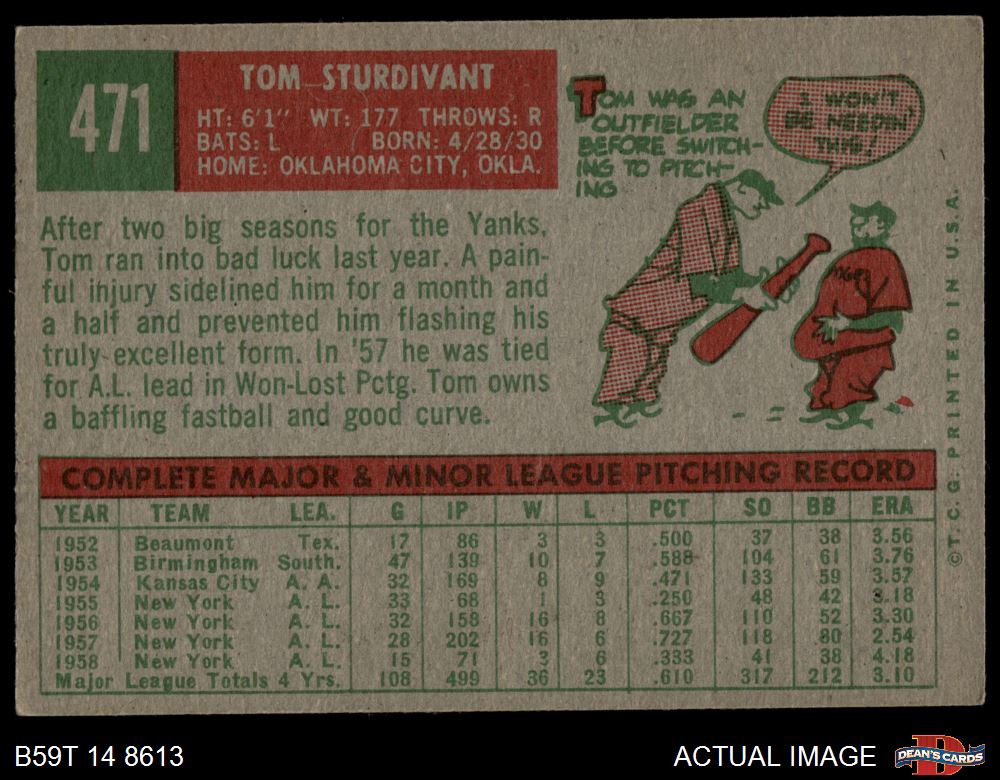 471
TOM STURDIVANT
HT: 6'1" WT: 177 THROWS: R
BATS: L BORN: 4/28/30
HOME: OKLAHOMA CITY, OKLA.
After two big seasons for the Yanks,
Tom ran into bad luck last year. A pain-
ful injury sidelined him for a month and
a half and prevented him flashing his
truly excellent form. In '57 he was tied
for A.L. lead in Won-Lost Pctg. Tom owns
a baffling fastball and good curve.
TOM WAS AN
OUTFIELDER
BEFORE SWITCH-
ING TO PITCH-
ING
I WON'T
BE NEEDIN'
THIS!
©T.C.G. PRINTED IN U.S.A.
COMPLETE MAJOR & MINOR LEAGUE PITCHING RECORD
YEAR TEAM LEA. G IP W L PCT SO BB ERA
1952 Beaumont Tex. 17 86 3 3 .500 37 38 3.56
1953 Birmingham South. 47 139 10 7 .588 104 61 3.76
1954 Kansas City A. A. 32 169 8 9 .471 133 59 3.57
1955 New York A. L. 33 68 1 3 .250 48 42 3.18
1956 New York A. L. 32 158 16 8 .667 110 52 3.30
1957 New York A. L. 28 202 16 6 .727 118 80 2.54
1958 New York A. L. 15 71 3 6 .333 41 38 4.18
Major League Totals 4 Yrs. 108 499 36 23 .610 317 212 3.10
B59T 14 8613
ACTUAL IMAGE
DEAN'S CARDS